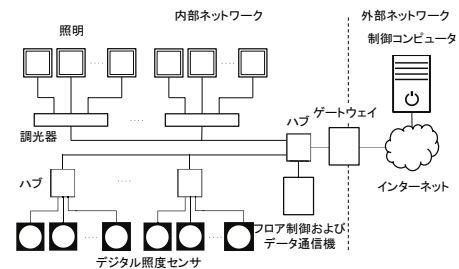 照明
内部ネットワーク
外部ネットワーク
制御コンピュータ
調光器
ハブ
ゲートウェイ
インターネット
ハブ
フロア制御および
データ通信機
デジタル照度センサ